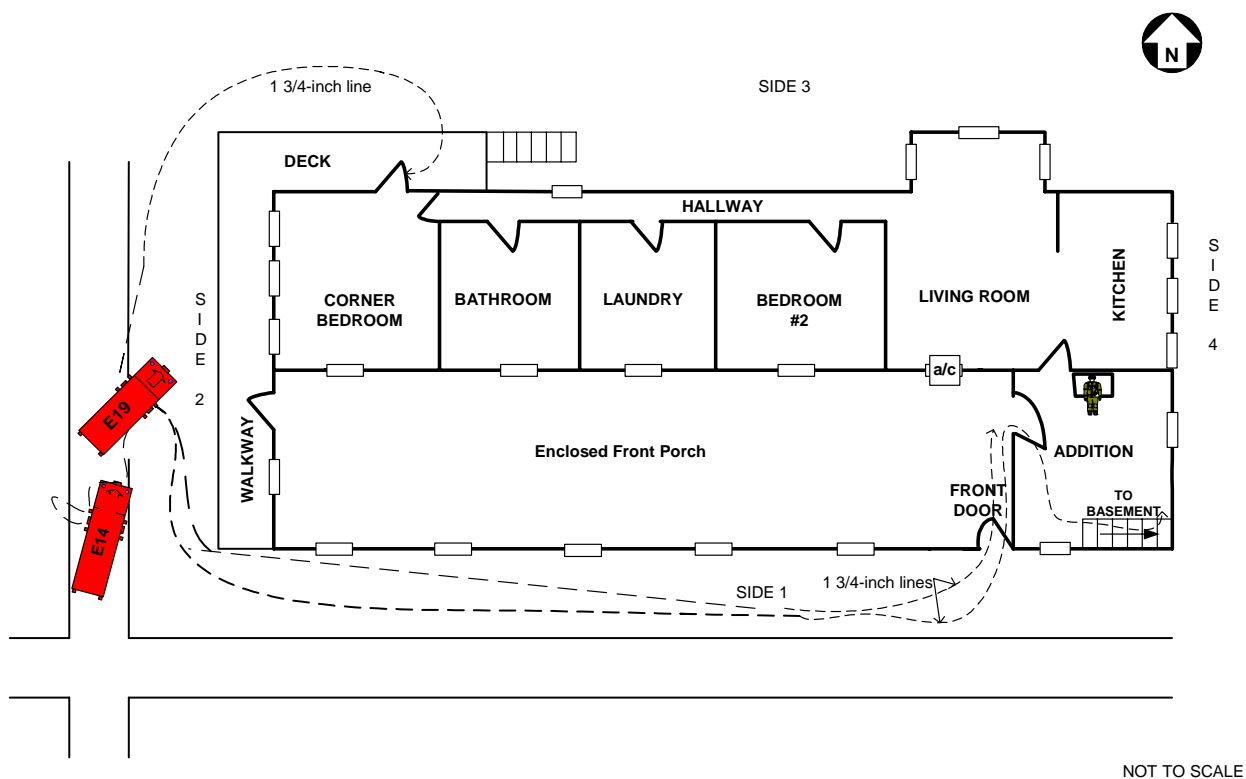 N
1 3/4-inch line
SIDE 3
DECK
HALLWAY
SIDE 2
CORNER
BEDROOM
BATHROOM
LAUNDRY
BEDROOM
#2
LIVING ROOM
KITCHEN
SIDE 4
a/c
E19
WALKWAY
Enclosed Front Porch
ADDITION
FRONT
DOOR
TO
BASEMENT
E14
1 3/4-inch lines
SIDE 1
NOT TO SCALE